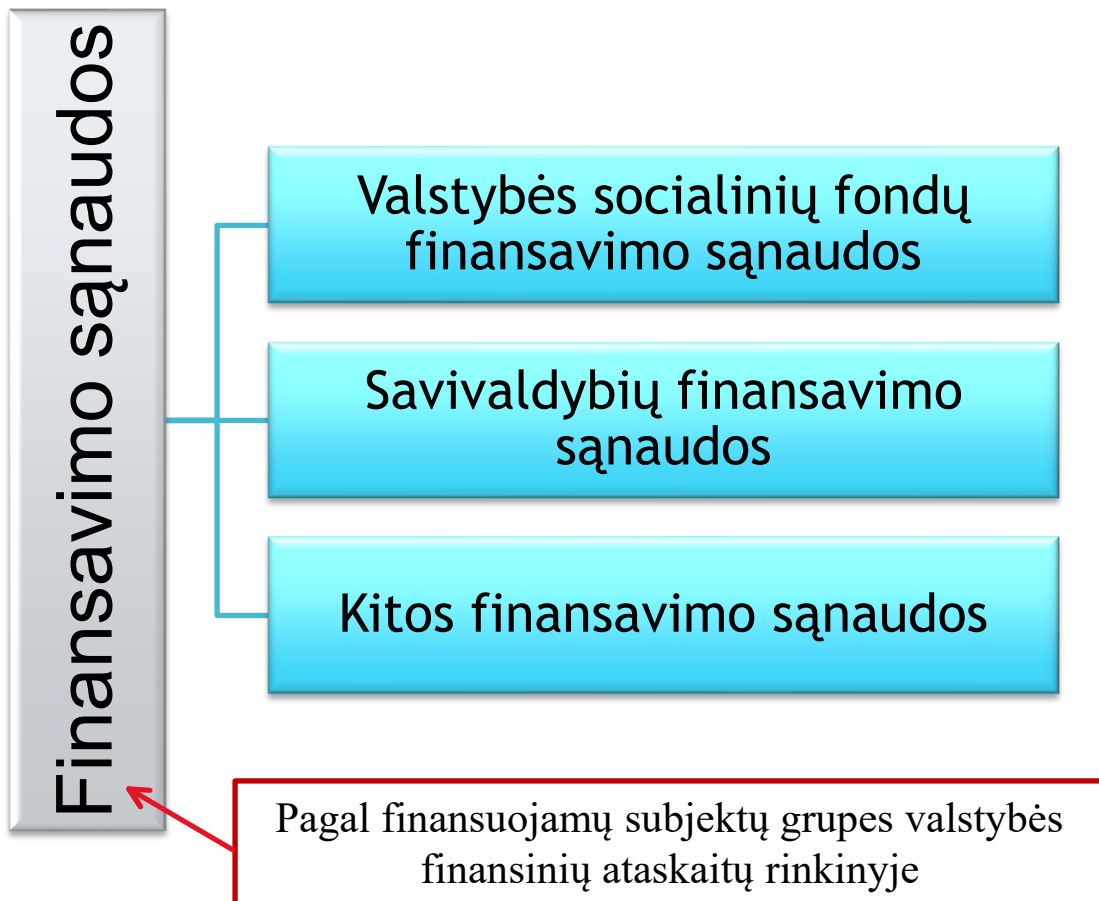 Finansavimo sąnaudos
Valstybės socialinių fondų
finansavimo sąnaudos
Savivaldybių finansavimo
sąnaudos
Kitos finansavimo sąnaudos
Pagal finansuojamų subjektų grupes valstybės
finansinių ataskaitų rinkinyje